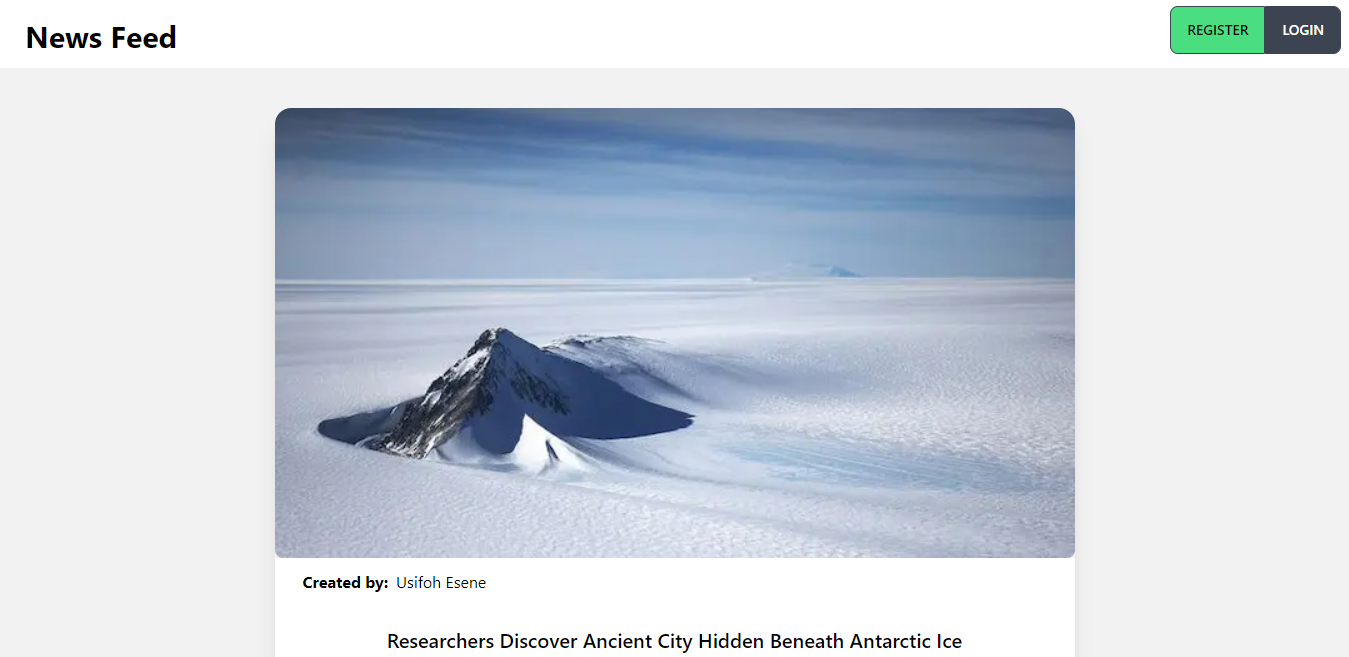 News Feed
REGISTER
LOGIN
Created by: Usifoh Esene
Researchers Discover Ancient City Hidden Beneath Antarctic Ice